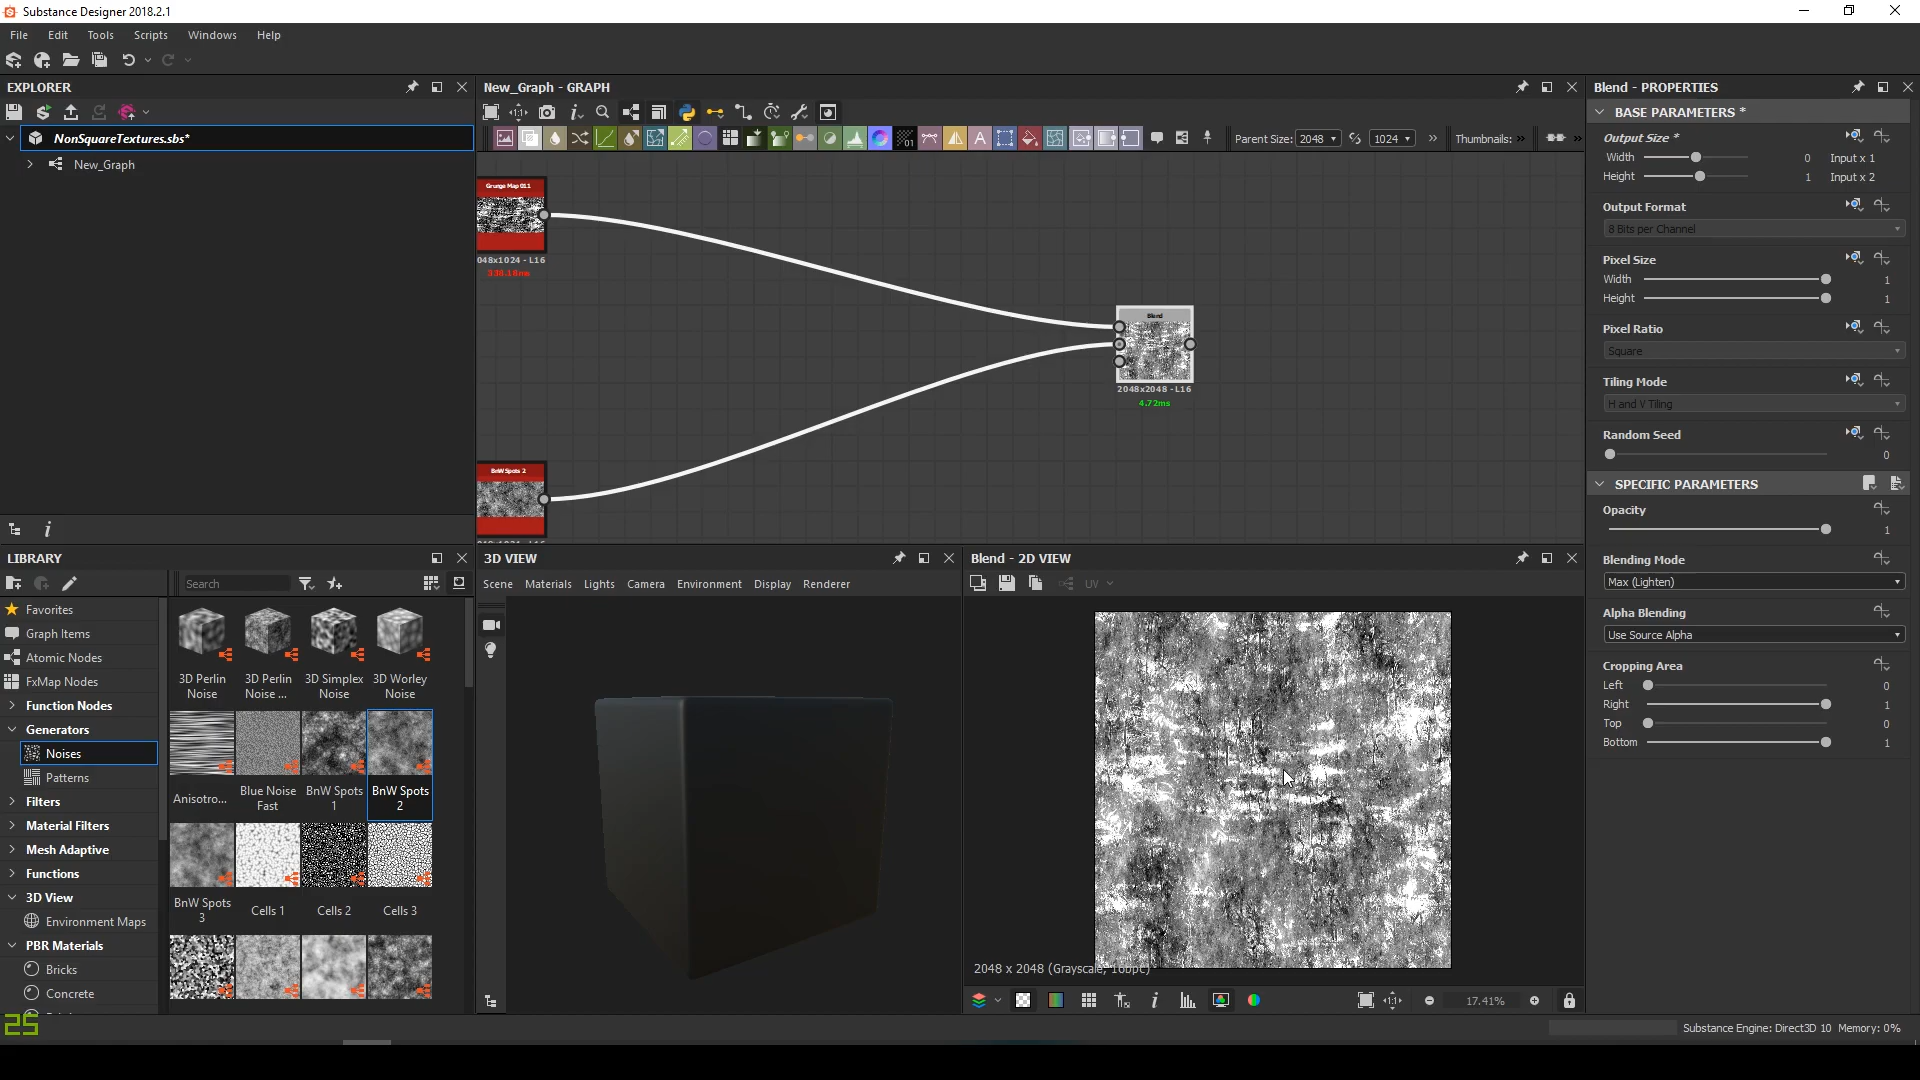 Substance Designer 2018.2.1
File Edit Tools Scripts Windows Help
EXPLORER
NonSquareTextures.sbs*
New_Graph
New_Graph - GRAPH
Parent Size: 2048 1024 » Thumbnails: » »
Grunge Map 011
048x1024 - L16
BnW Spots 2
Blend
2048x2048 - L16
4.72ms
Blend - PROPERTIES
BASE PARAMETERS *
Output Size *
Width 0 Input x 1
Height 1 Input x 2
Output Format
8 Bits per Channel
Pixel Size
Width 1
Height 1
Pixel Ratio
Square
Tiling Mode
H and V Tiling
Random Seed
0
SPECIFIC PARAMETERS
Opacity
1
Blending Mode
Max (Lighten)
Alpha Blending
Use Source Alpha
Cropping Area
Left 0
Right 1
Top 0
Bottom 1
LIBRARY
Search
Favorites
Graph Items
Atomic Nodes
FxMap Nodes
Function Nodes
Generators
Noises
Patterns
Filters
Material Filters
Mesh Adaptive
Functions
3D View
Environment Maps
PBR Materials
Bricks
Concrete
3D Perlin Noise
3D Perlin Noise ...
3D Simplex Noise
3D Worley Noise
Anisotro...
Blue Noise Fast
BnW Spots 1
BnW Spots 2
BnW Spots 3
Cells 1
Cells 2
Cells 3
3D VIEW
Scene Materials Lights Camera Environment Display Renderer
Blend - 2D VIEW
UV
2048 x 2048 (Grayscale, 16bpc)
17.41%
25
Substance Engine: Direct3D 10 Memory: 0%